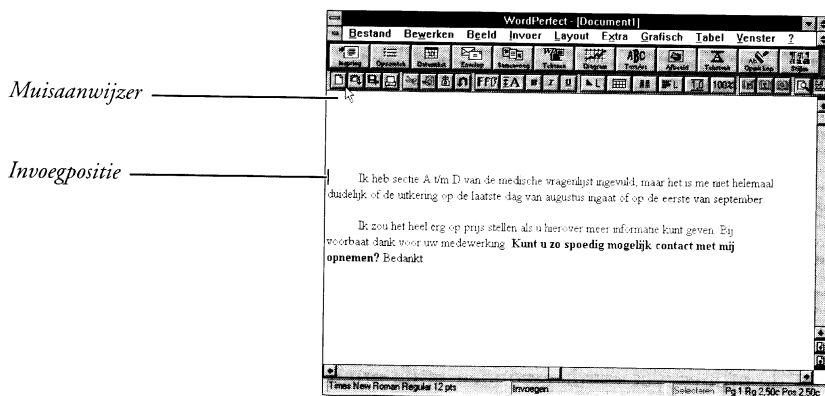 WordPerfect - [Document1]
Bestand Bewerken Beeld Invoer Layout Extra Grafisch Tabel Venster ?
Envelop Diagram
100%
Muisaanwijzer
Invoegpositie
Ik heb sectie A t/m D van de medische vragenlijst ingevuld, maar het is me niet helemaal
duidelijk of de uitkering op de laatste dag van augustus ingaat of op de eerste van september.
Ik zou het heel erg op prijs stellen als u hierover meer informatie kunt geven. Bij
voorbaat dank voor uw medewerking. Kunt u zo spoedig mogelijk contact met mij
opnemen? Bedankt
Times New Roman Regular 12 pts Invoegen Selecteren Pg 1 Rg 2,50c Pos 2,50c